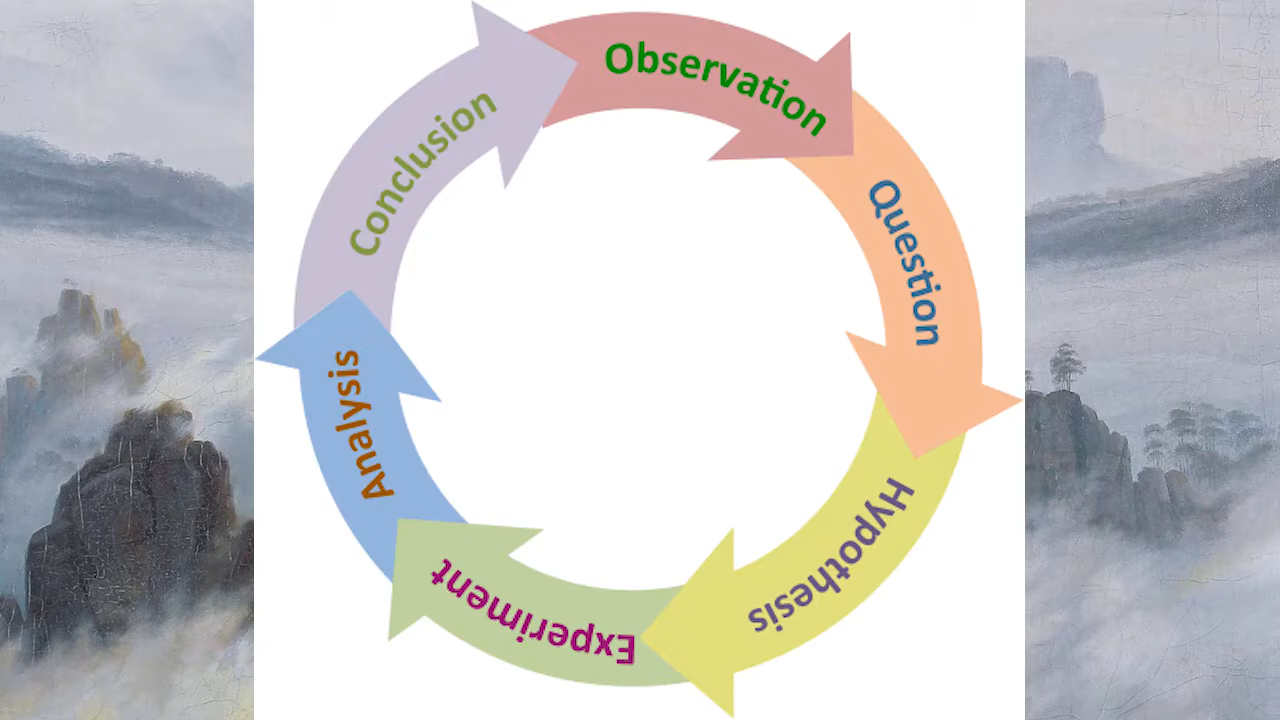 Observation
Question
Hypothesis
Experiment
Analysis
Conclusion